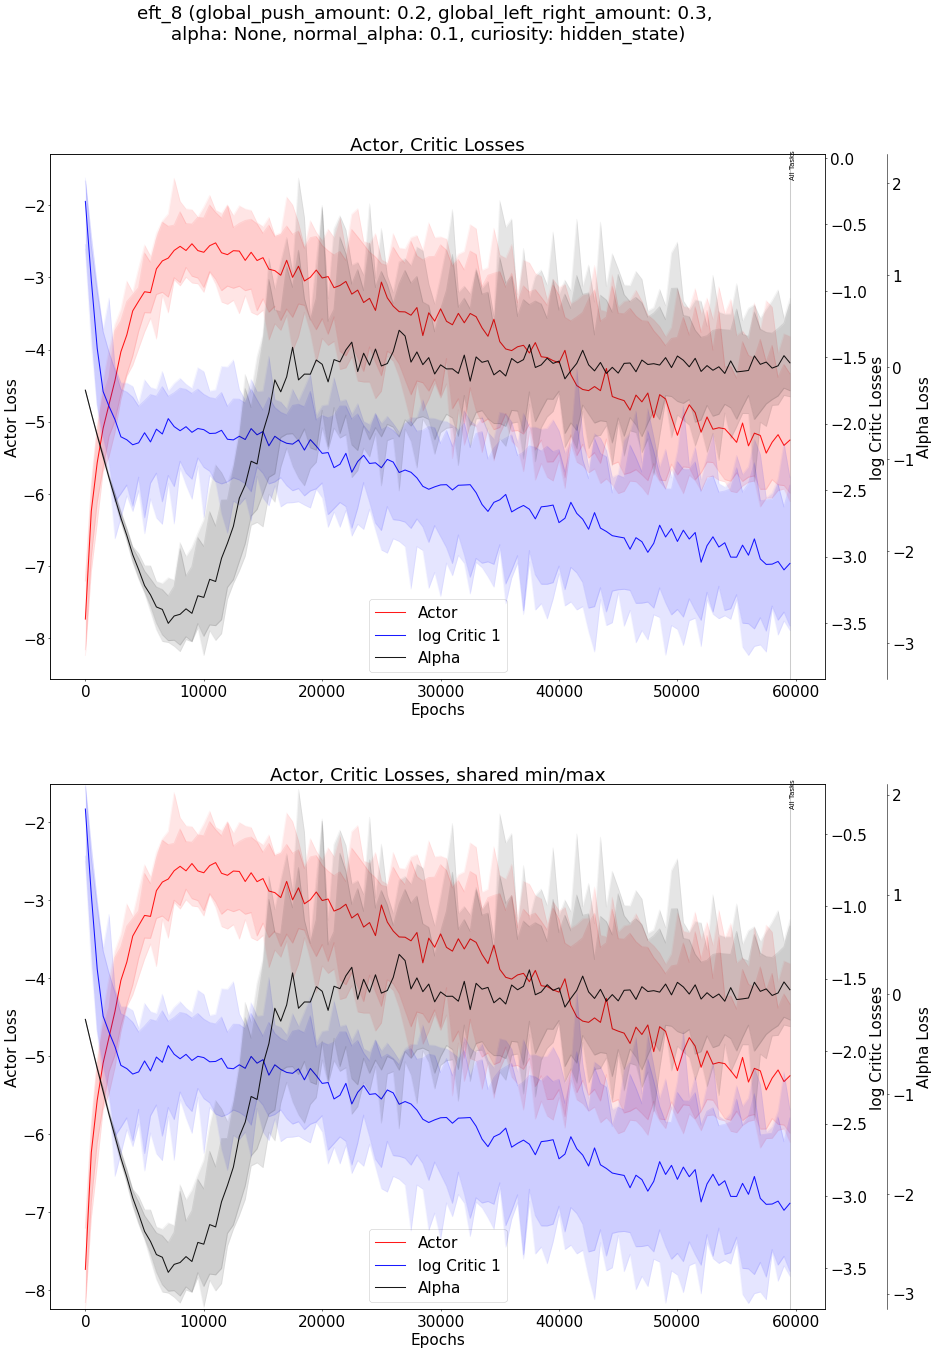 eft_8 (global_push_amount: 0.2, global_left_right_amount: 0.3,
alpha: None, normal_alpha: 0.1, curiosity: hidden_state)
Actor, Critic Losses
All Tasks
Actor Loss
−2
−3
−4
−5
−6
−7
−8
0.0
−0.5
−1.0
−1.5
−2.0
−2.5
−3.0
−3.5
log Critic Losses
2
1
0
−1
−2
−3
Alpha Loss
Actor
log Critic 1
Alpha
0 10000 20000 30000 40000 50000 60000
Epochs
Actor, Critic Losses, shared min/max
All Tasks
Actor Loss
−2
−3
−4
−5
−6
−7
−8
−0.5
−1.0
−1.5
−2.0
−2.5
−3.0
−3.5
log Critic Losses
2
1
0
−1
−2
−3
Alpha Loss
Actor
log Critic 1
Alpha
0 10000 20000 30000 40000 50000 60000
Epochs